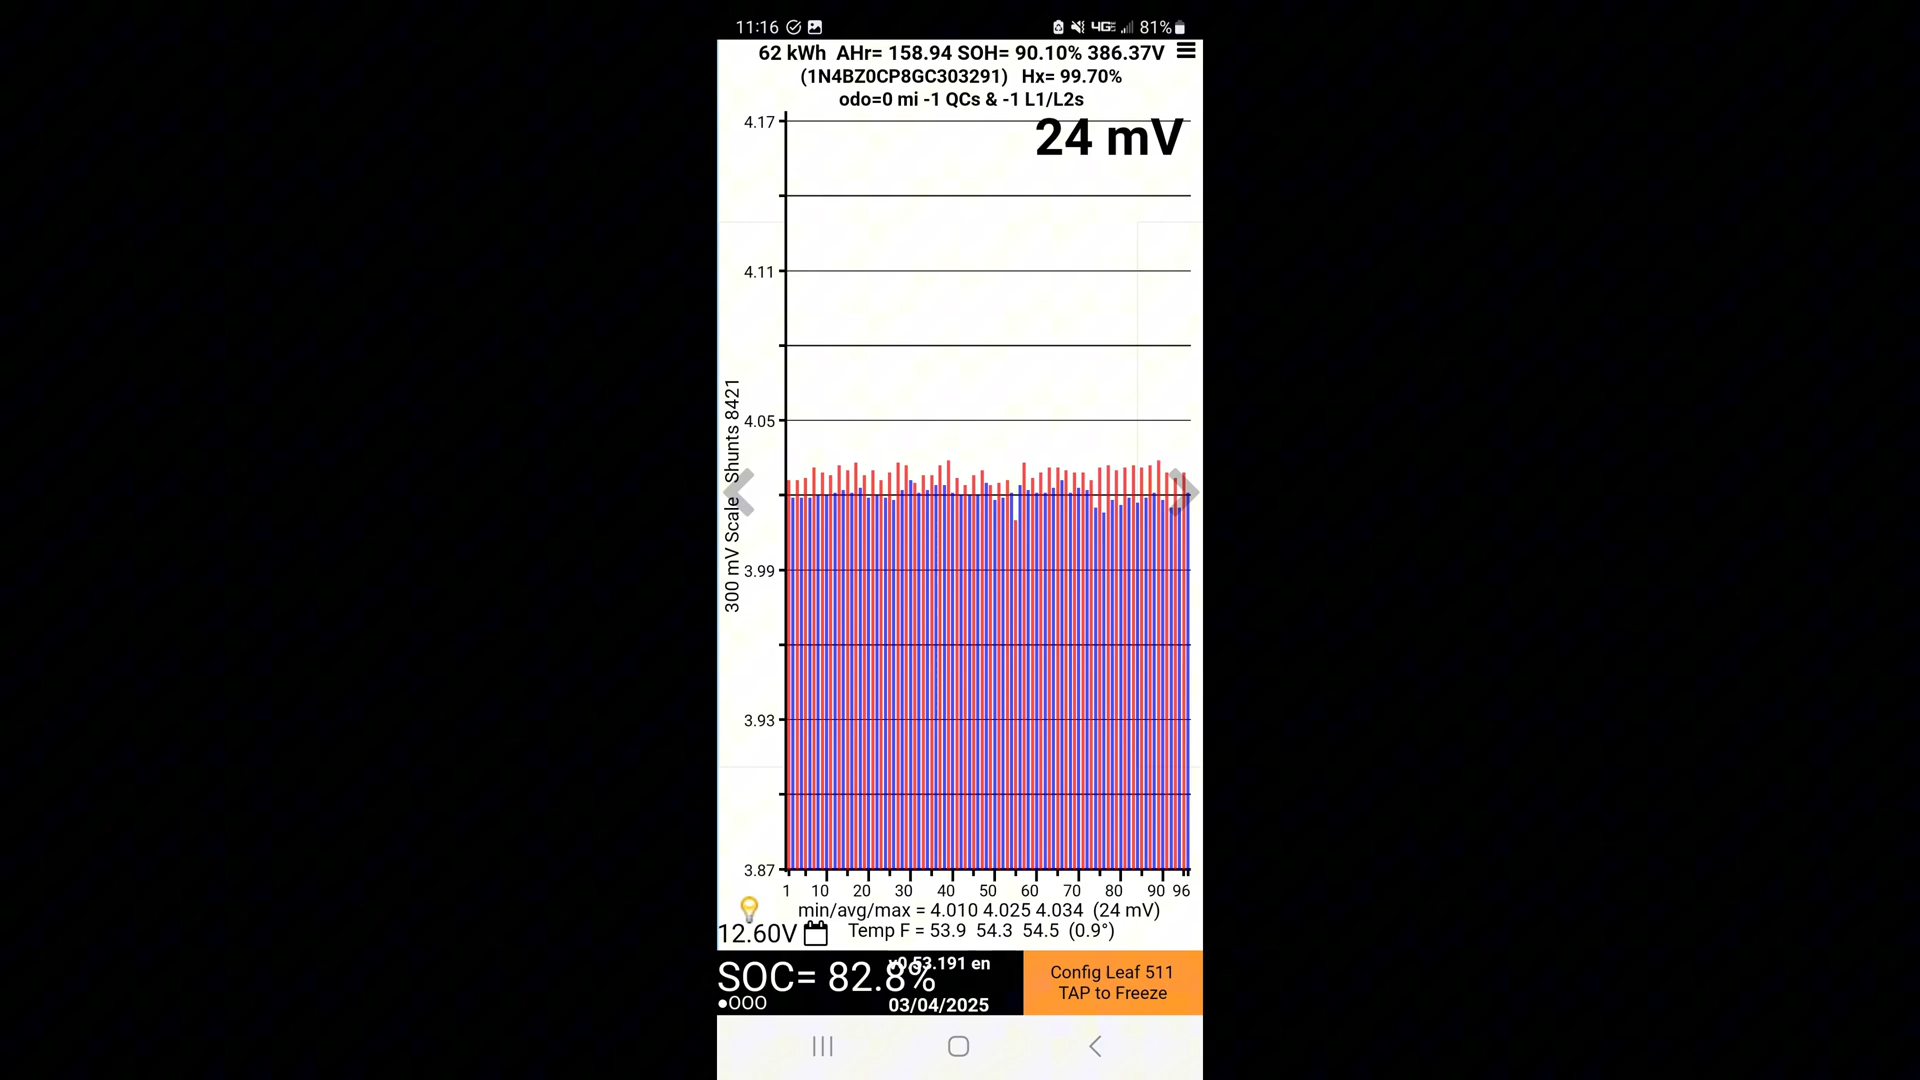 11:16 4GE 81%
62 kWh AHr= 158.94 SOH= 90.10% 386.37V
(1N4BZ0CP8GC303291) Hx= 99.70%
odo=0 mi -1 QCs & -1 L1/L2s
24 mV
4.17
4.11
4.05
3.99
3.93
3.87
300 mV Scale Shunts 8421
1 10 20 30 40 50 60 70 80 90 96
min/avg/max = 4.010 4.025 4.034 (24 mV)
12.60V Temp F = 53.9 54.3 54.5 (0.9°)
SOC= 82.8% v0.53.191 en
03/04/2025
Config Leaf 511
TAP to Freeze